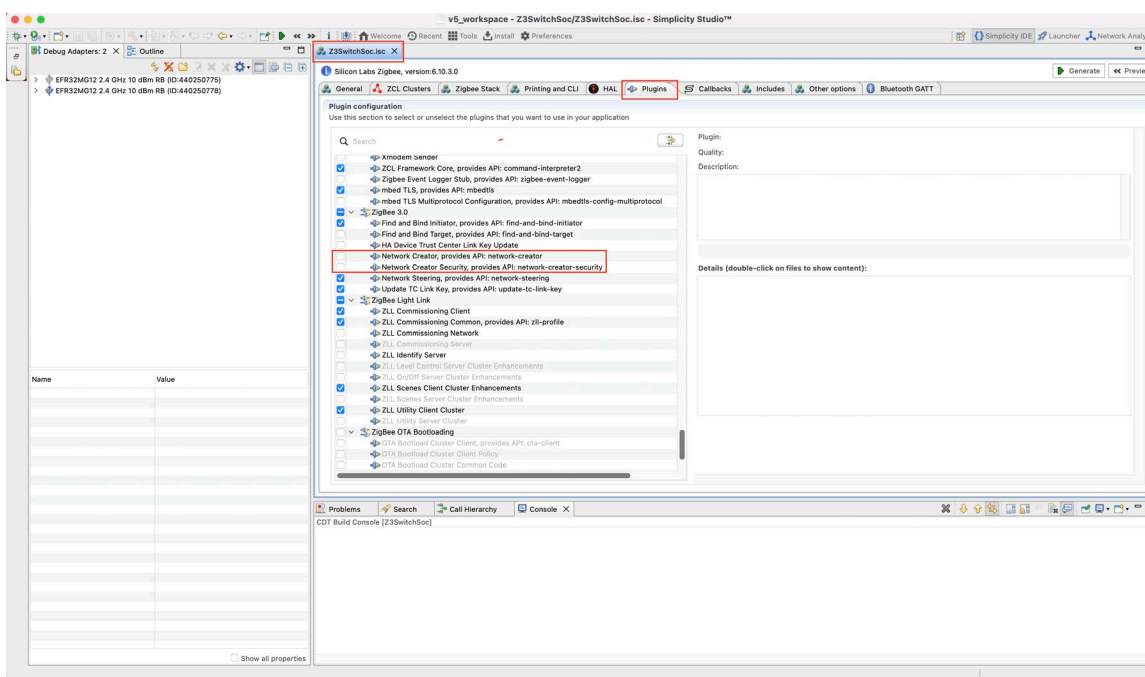 v5_workspace - Z3SwitchSoc/Z3SwitchSoc.isc - Simplicity Studio™
Welcome Recent Tools Install Preferences
Simplicity IDE Launcher Network Analy
Debug Adapters: 2 Outline
EFR32MG12 2.4 GHz 10 dBm RB (ID:440250775)
EFR32MG12 2.4 GHz 10 dBm RB (ID:440250778)
Name Value
Show all properties
Z3SwitchSoc.isc
Silicon Labs Zigbee, version:6.10.3.0
Generate Previe
General ZCL Clusters Zigbee Stack Printing and CLI HAL Plugins Callbacks Includes Other options Bluetooth GATT
Plugin configuration
Use this section to select or unselect the plugins that you want to use in your application
Search
Xmodem Sender
ZCL Framework Core, provides API: command-interpreter2
Zigbee Event Logger Stub, provides API: zigbee-event-logger
mbed TLS, provides API: mbedtls
mbed TLS Multiprotocol Configuration, provides API: mbedtls-config-multiprotocol
ZigBee 3.0
Find and Bind Initiator, provides API: find-and-bind-initiator
Find and Bind Target, provides API: find-and-bind-target
HA Device Trust Center Link Key Update
Network Creator, provides API: network-creator
Network Creator Security, provides API: network-creator-security
Network Steering, provides API: network-steering
Update TC Link Key, provides API: update-tc-link-key
ZigBee Light Link
ZLL Commissioning Client
ZLL Commissioning Common, provides API: zll-profile
ZLL Commissioning Network
ZLL Commissioning Server
ZLL Identify Server
ZLL Level Control Server Cluster Enhancements
ZLL On/Off Server Cluster Enhancements
ZLL Scenes Client Cluster Enhancements
ZLL Scenes Server Cluster Enhancements
ZLL Utility Client Cluster
ZLL Utility Server Cluster
ZigBee OTA Bootloading
OTA Bootload Cluster Client, provides API: ota-client
OTA Bootload Cluster Client Policy
OTA Bootload Cluster Common Code
Plugin:
Quality:
Description:
Details (double-click on files to show content):
Problems Search Call Hierarchy Console
CDT Build Console [Z3SwitchSoc]